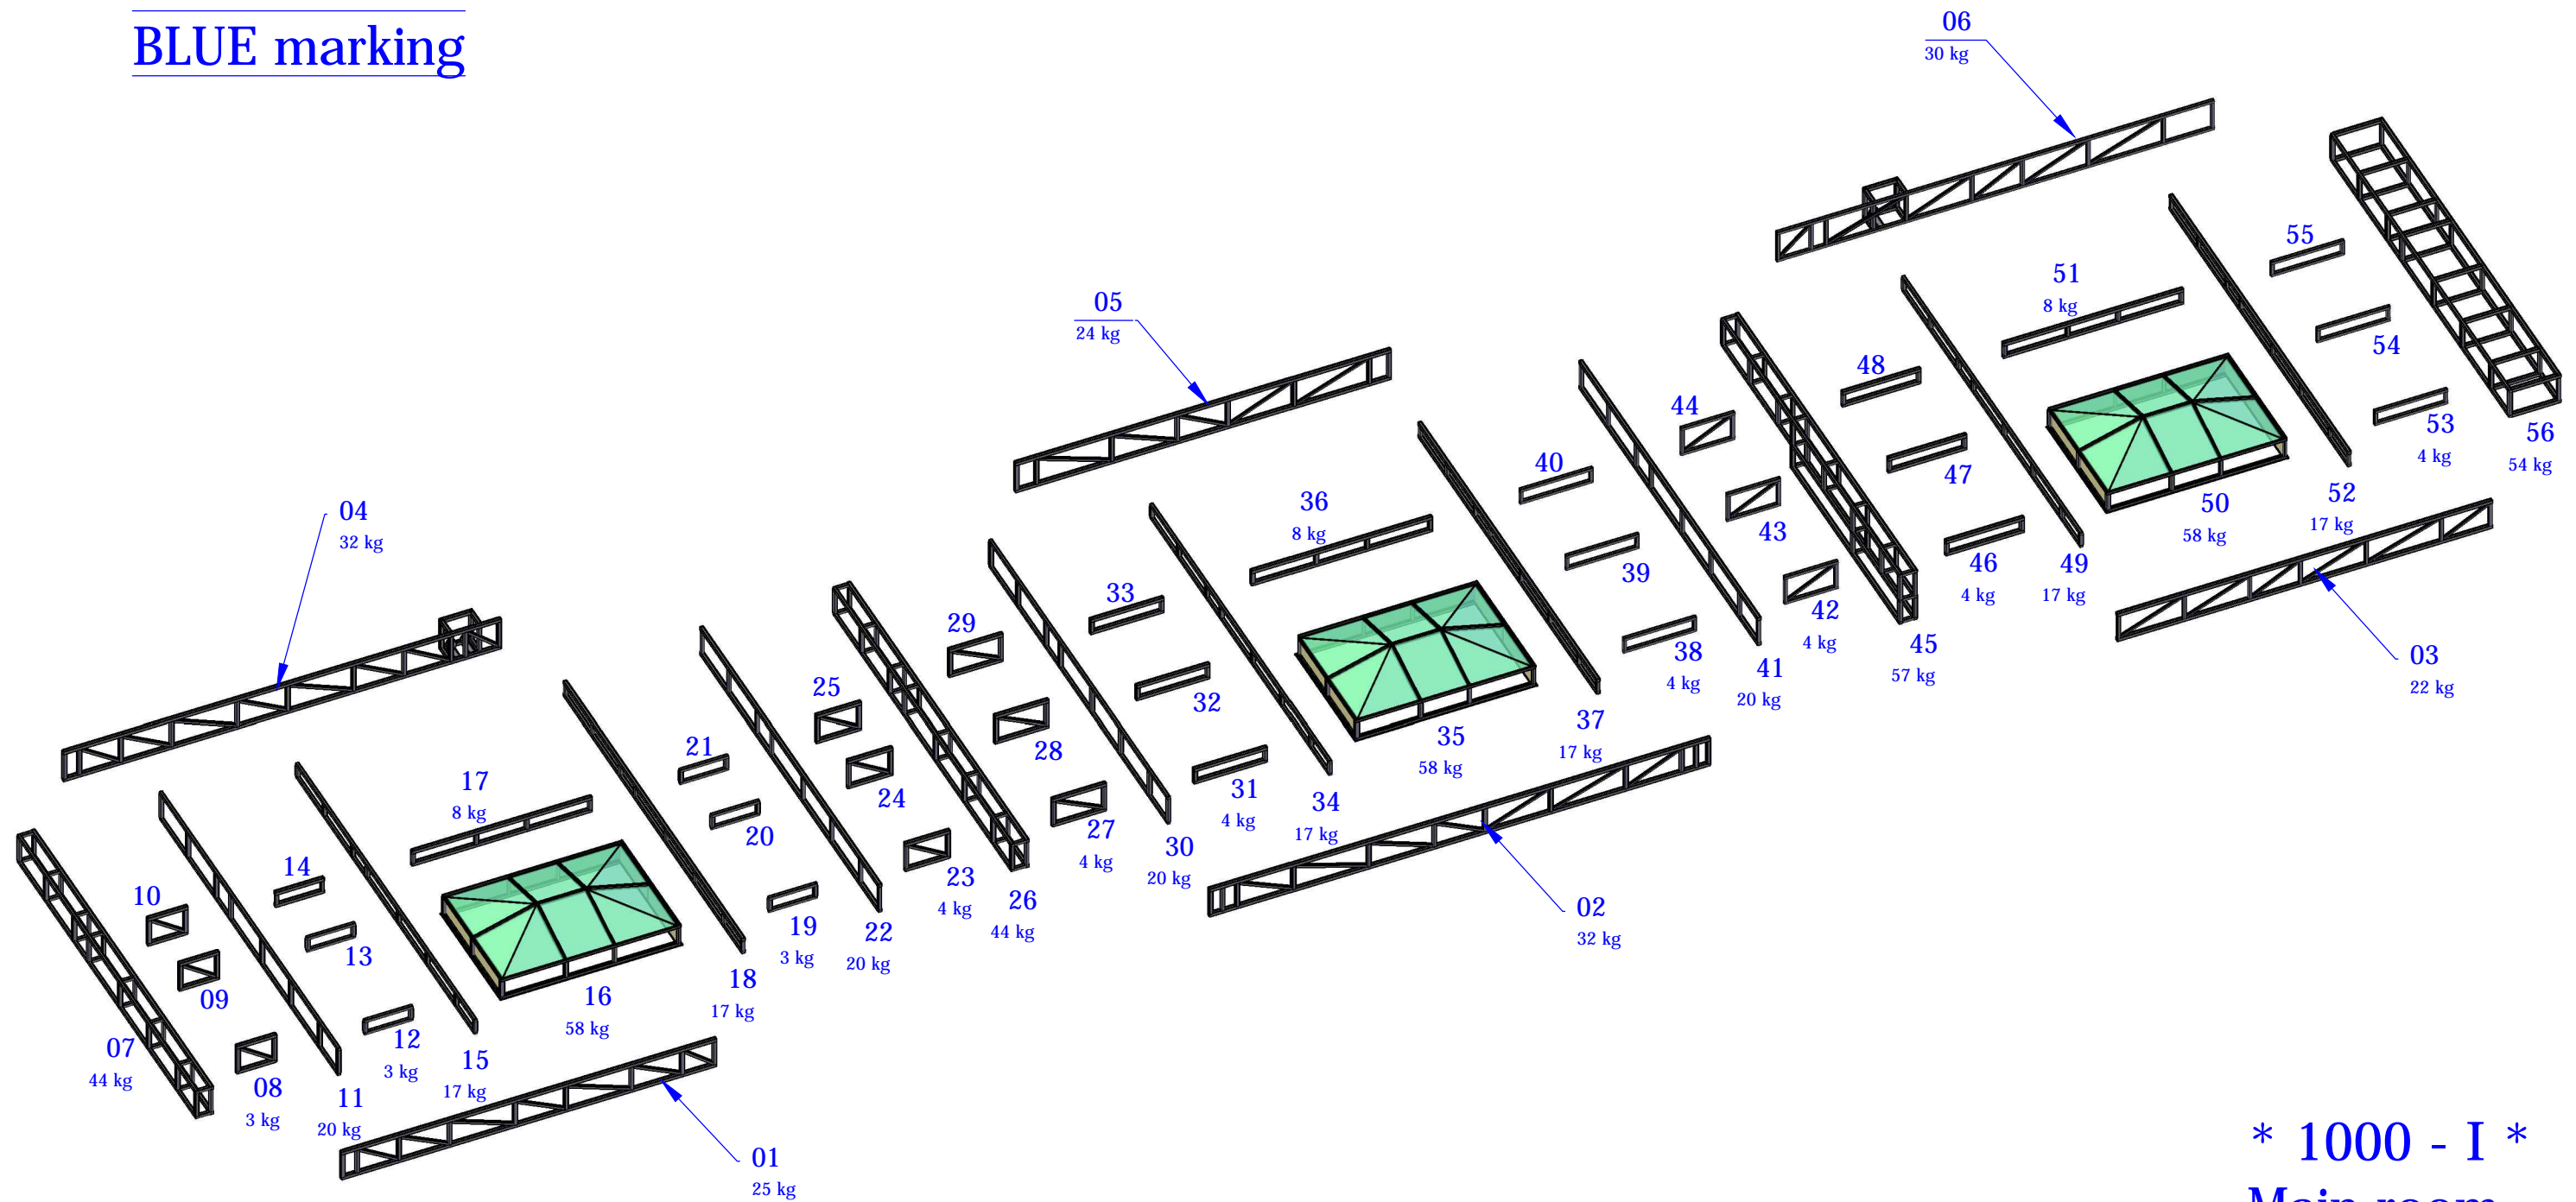 BLUE marking
06
30 kg
55
51
8 kg
05
24 kg
54
48
44
53
4 kg
56
54 kg
40
47
36
8 kg
50
58 kg
52
17 kg
04
32 kg
43
39
46
4 kg
49
17 kg
33
42
4 kg
45
57 kg
29
38
4 kg
41
20 kg
03
22 kg
32
25
37
17 kg
28
35
58 kg
21
31
4 kg
34
17 kg
24
17
8 kg
27
4 kg
30
20 kg
20
23
4 kg
26
44 kg
02
32 kg
14
10
19
3 kg
22
20 kg
13
18
17 kg
09
16
58 kg
12
3 kg
07
44 kg
15
17 kg
08
3 kg
11
20 kg
01
25 kg
* 1000 - I *
Main room